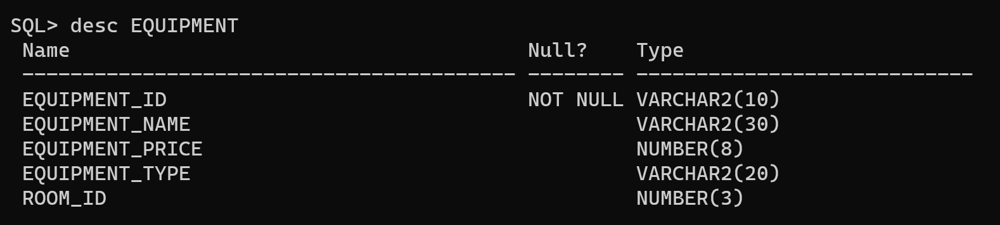 SQL> desc EQUIPMENT
 Name                                      Null?    Type
 ----------------------------------------- -------- ----------------------------
 EQUIPMENT_ID                              NOT NULL VARCHAR2(10)
 EQUIPMENT_NAME                                     VARCHAR2(30)
 EQUIPMENT_PRICE                                    NUMBER(8)
 EQUIPMENT_TYPE                                     VARCHAR2(20)
 ROOM_ID                                            NUMBER(3)